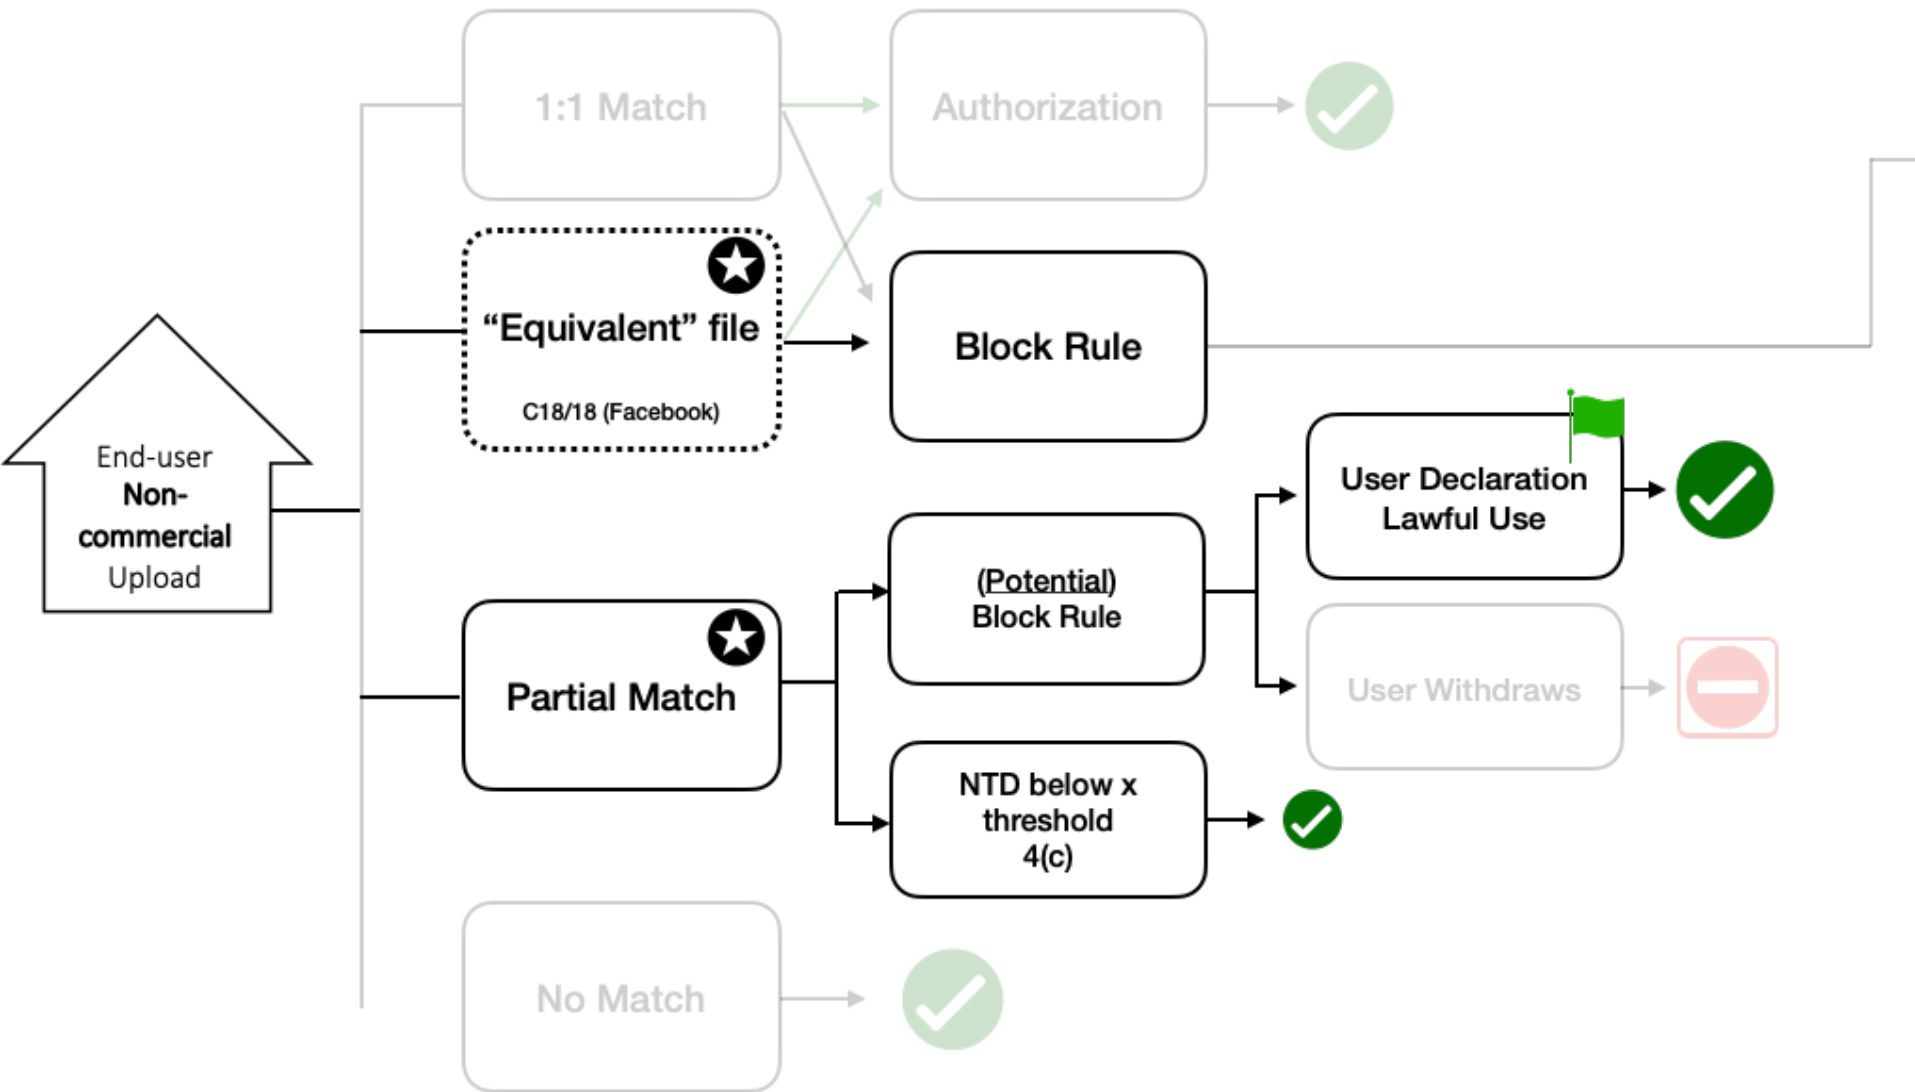 1:1 Match
Authorization
“Equivalent” file
C18/18 (Facebook)
Block Rule
End-user
Non-
commercial
Upload
User Declaration
Lawful Use
(Potential)
Block Rule
User Withdraws
Partial Match
NTD below x
threshold
4(c)
No Match